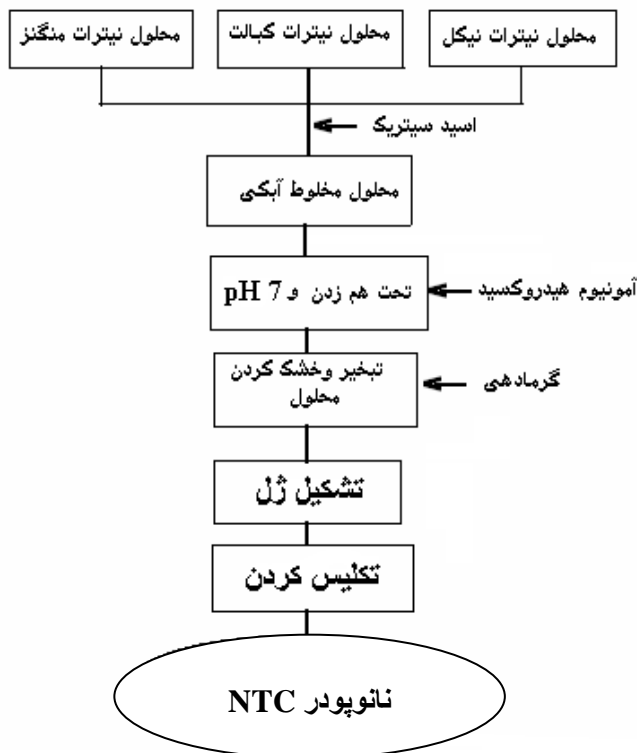 محلول نیترات نیکل
محلول نیترات کبالت
محلول نیترات منگنز
اسید سیتریک
محلول مخلوط آبکی
تحت هم زدن و pH 7
آمونیوم هیدروکسید
تبخیر وخشک کردن
محلول
گرمادهی
تشکیل ژل
تکلیس کردن
نانوپودر NTC